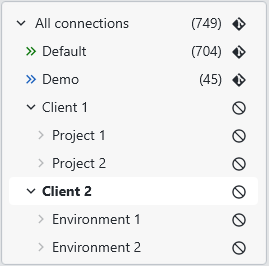 All connections (749)
Default (704)
Demo (45)
Client 1
Project 1
Project 2
Client 2
Environment 1
Environment 2